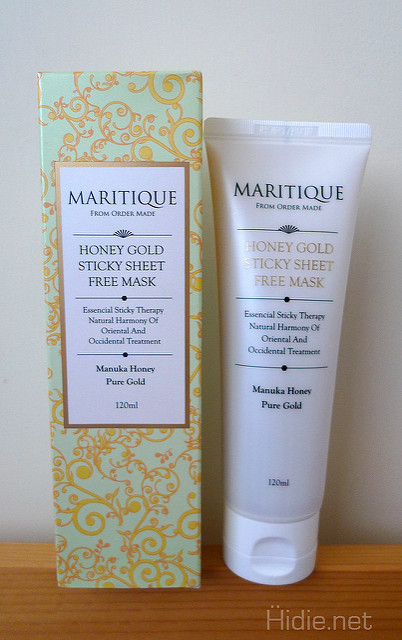 MARITIQUE
FROM ORDER MADE
HONEY GOLD
STICKY SHEET
FREE MASK
Essencial Sticky Therapy
Natural Harmony Of
Oriental And
Occidental Treatment
Manuka Honey
Pure Gold
120ml
MARITIQUE
FROM ORDER MADE
HONEY GOLD
STICKY SHEET
FREE MASK
Essencial Sticky Therapy
Natural Harmony Of
Oriental And
Occidental Treatment
Manuka Honey
Pure Gold
120ml
Hidie.net